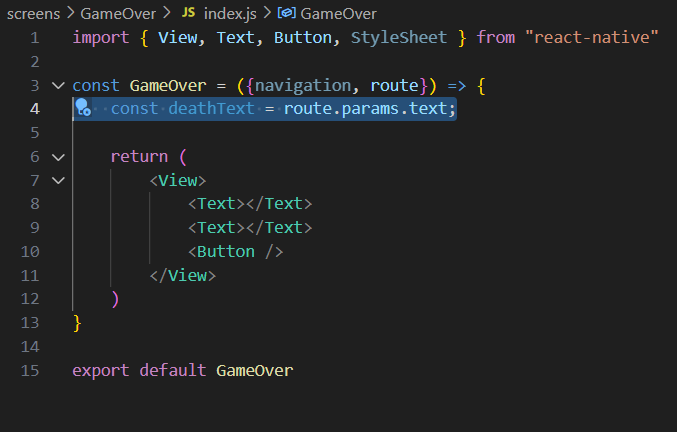 screens > GameOver > JS index.js > GameOver
1 import { View, Text, Button, StyleSheet } from "react-native"
2
3 const GameOver = ({navigation, route}) => {
4     const deathText = route.params.text;
5
6     return (
7         <View>
8             <Text></Text>
9             <Text></Text>
10             <Button />
11         </View>
12     )
13 }
14
15 export default GameOver